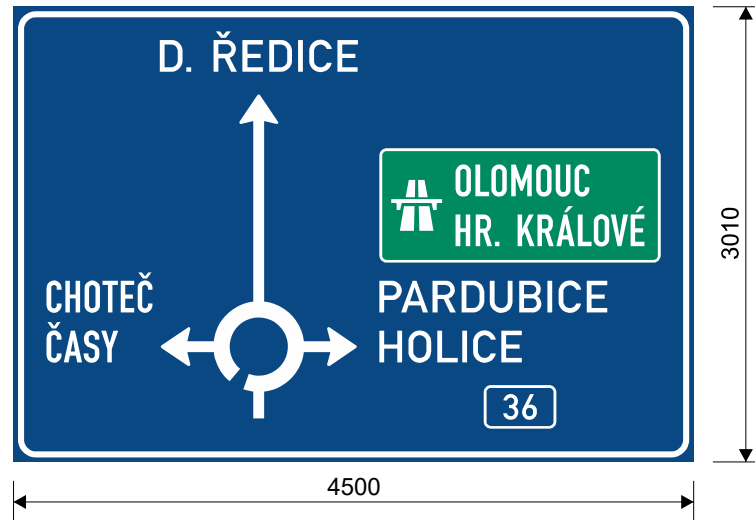 D. ŘEDICE
OLOMOUC
HR. KRÁLOVÉ
CHOTEČ
ČASY
PARDUBICE
HOLICE
36
3010
4500